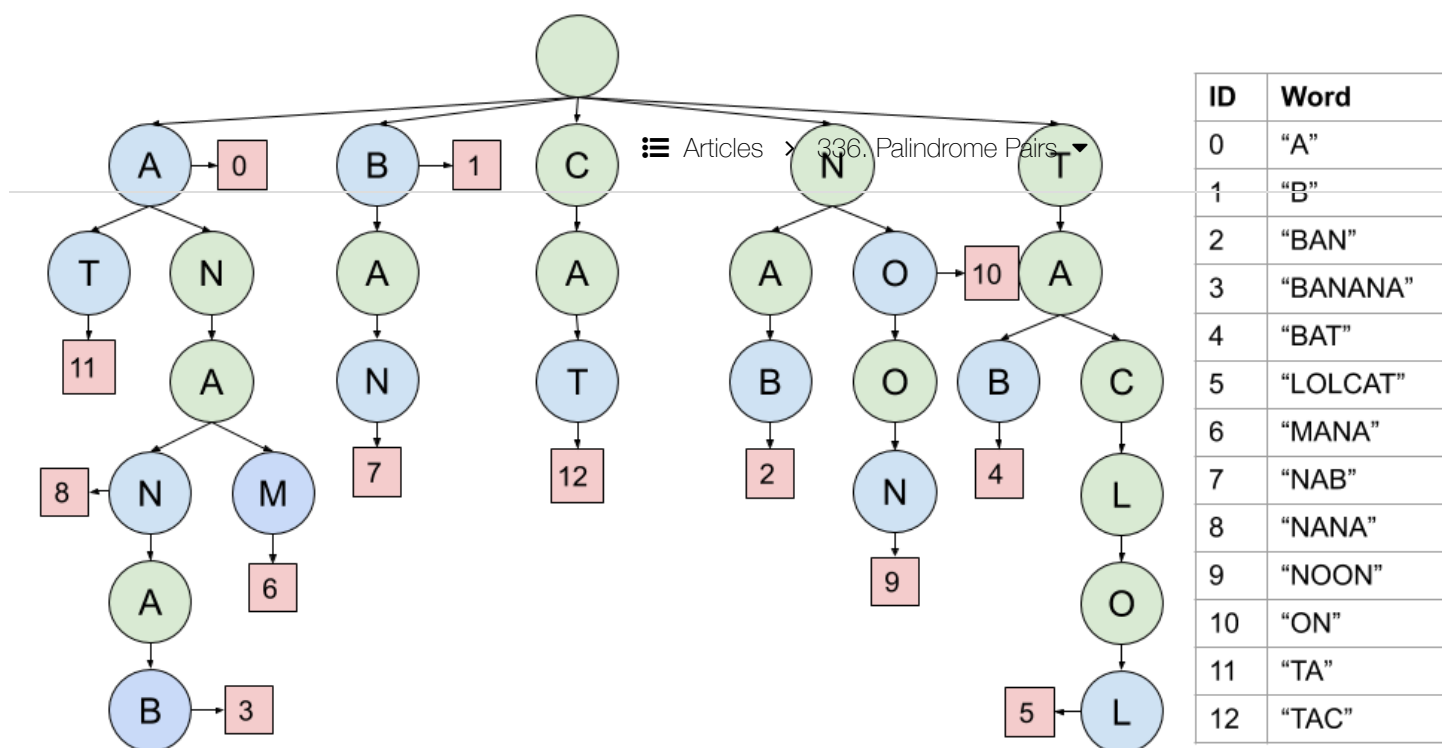 Articles > 336. Palindrome Pairs
A 0 B 1 C N T
T N A A A O 10 A
11 A N T B O B C
8 N M 7 12 2 N 4 L
A 6 9 O
B 3 5 L
ID Word
0 “A”
1 “B”
2 “BAN”
3 “BANANA”
4 “BAT”
5 “LOLCAT”
6 “MANA”
7 “NAB”
8 “NANA”
9 “NOON”
10 “ON”
11 “TA”
12 “TAC”